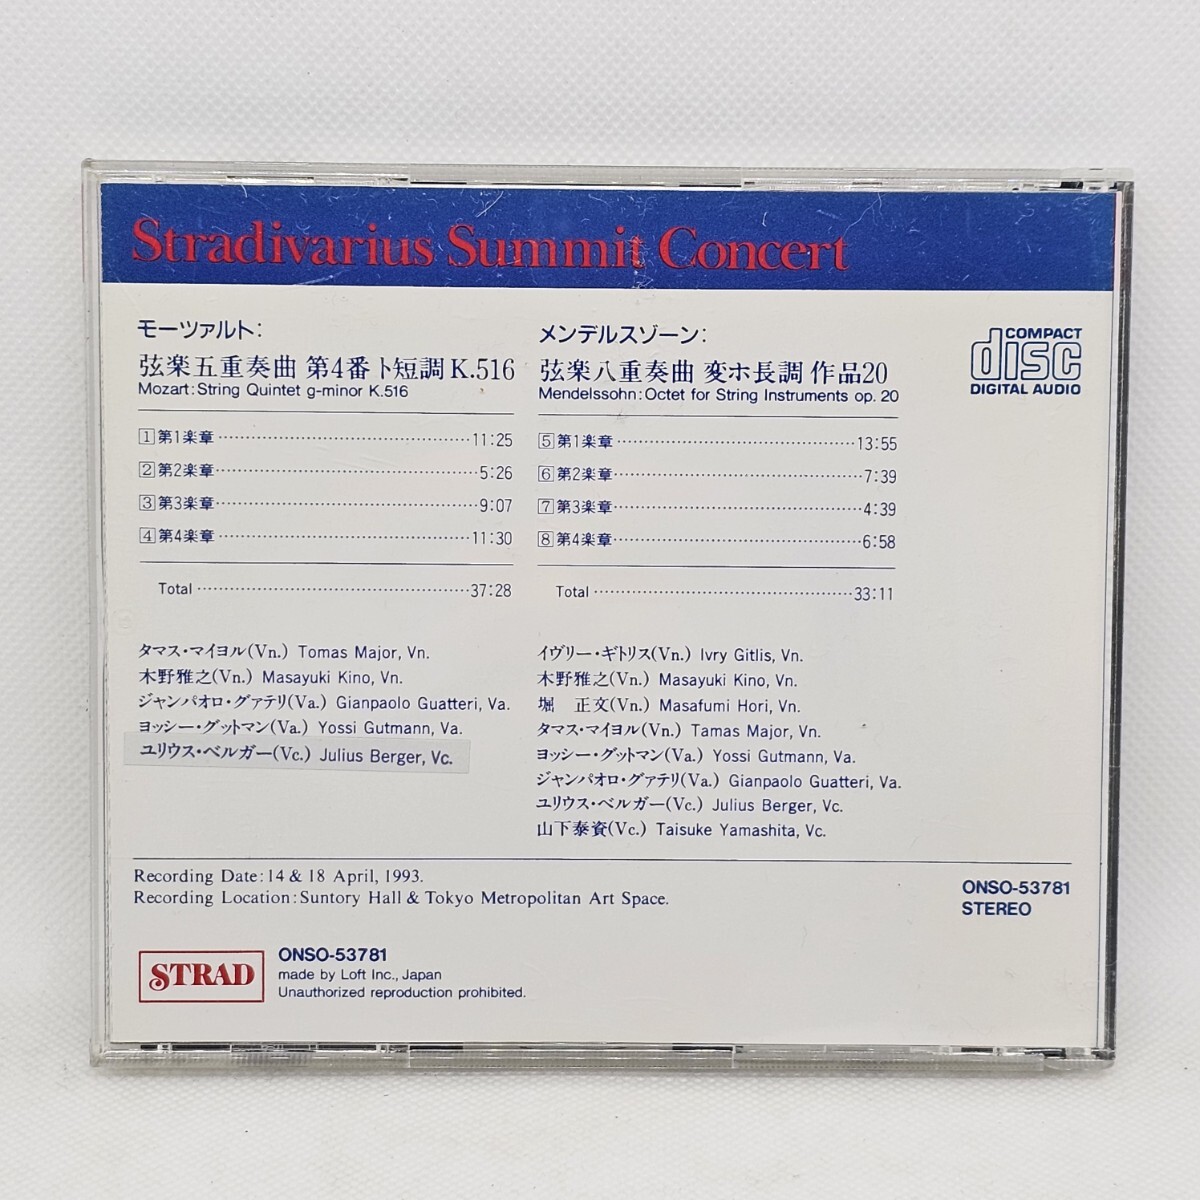 Stradivarius Summit Concert
モーツァルト:
弦楽五重奏曲 第4番 ト短調 K.516
Mozart: String Quintet g-minor K.516
1 第1楽章 11:25
2 第2楽章 5:26
3 第3楽章 9:07
4 第4楽章 11:30
Total 37:28
タマス・マイヨル(Vn.) Tomas Major, Vn.
木野雅之(Vn.) Masayuki Kino, Vn.
ジャンパオロ・グァテリ(Va.) Gianpaolo Guatteri, Va.
ヨッシー・グットマン(Va.) Yossi Gutmann, Va.
ユリウス・ベルガー(Vc.) Julius Berger, Vc.
メンデルスゾーン:
弦楽八重奏曲 変ホ長調 作品20
Mendelssohn: Octet for String Instruments op. 20
5 第1楽章 13:55
6 第2楽章 7:39
7 第3楽章 4:39
8 第4楽章 6:58
Total 33:11
イヴリー・ギトリス(Vn.) Ivry Gitlis, Vn.
木野雅之(Vn.) Masayuki Kino, Vn.
堀 正文(Vn.) Masafumi Hori, Vn.
タマス・マイヨル(Vn.) Tamas Major, Vn.
ヨッシー・グットマン(Va.) Yossi Gutmann, Va.
ジャンパオロ・グァテリ(Va.) Gianpaolo Guatteri, Va.
ユリウス・ベルガー(Vc.) Julius Berger, Vc.
山下泰資(Vc.) Taisuke Yamashita, Vc.
COMPACT
disc
DIGITAL AUDIO
Recording Date: 14 & 18 April, 1993.
Recording Location: Suntory Hall & Tokyo Metropolitan Art Space.
ONSO-53781
STEREO
STRAD
ONSO-53781
made by Loft Inc., Japan
Unauthorized reproduction prohibited.